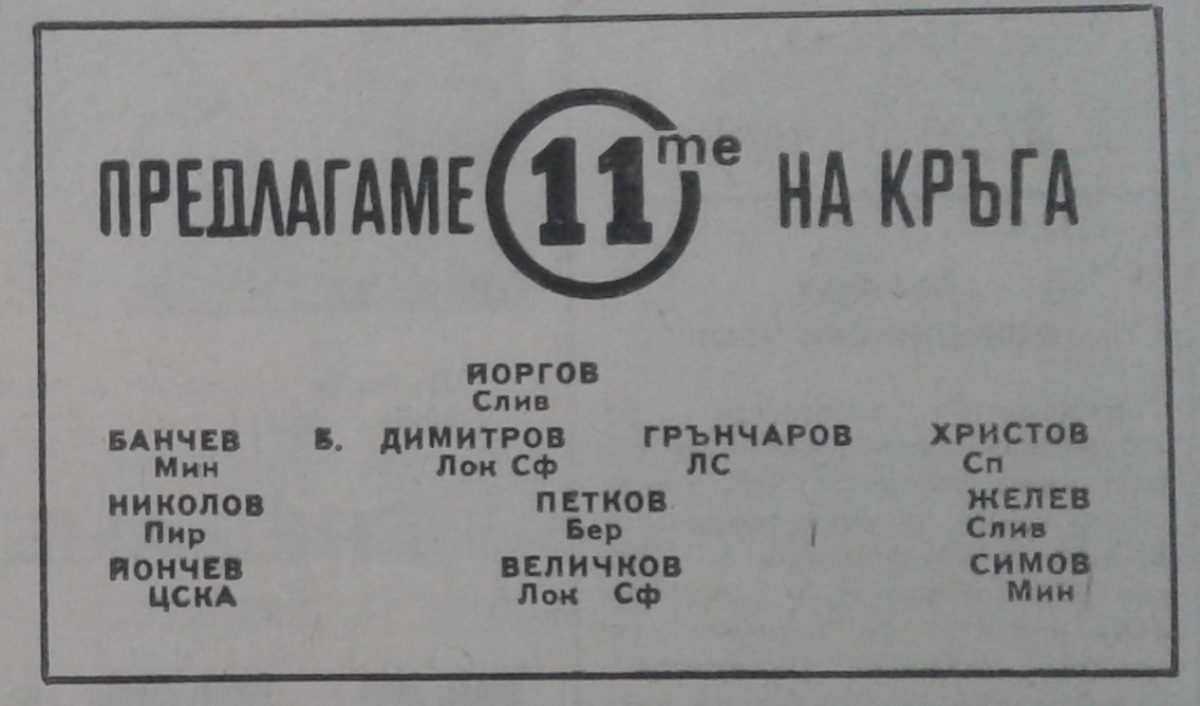 ПРЕДЛАГАМЕ 11те НА КРЪГА
ЙОРГОВ
Слив
БАНЧЕВ Б. ДИМИТРОВ ГРЪНЧАРОВ ХРИСТОВ
Мин Лок Сф ЛС Сп
НИКОЛОВ ПЕТКОВ ЖЕЛЕВ
Пир Бер Слив
ЙОНЧЕВ ВЕЛИЧКОВ СИМОВ
ЦСКА Лок Сф Мин